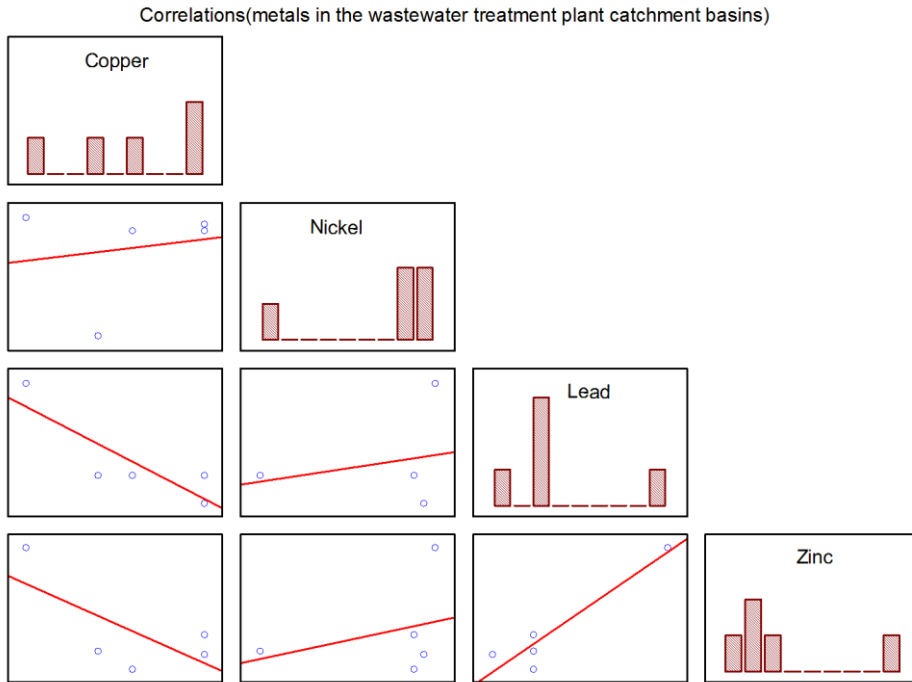 Correlations(metals in the wastewater treatment plant catchment basins)
Copper
Nickel
Lead
Zinc